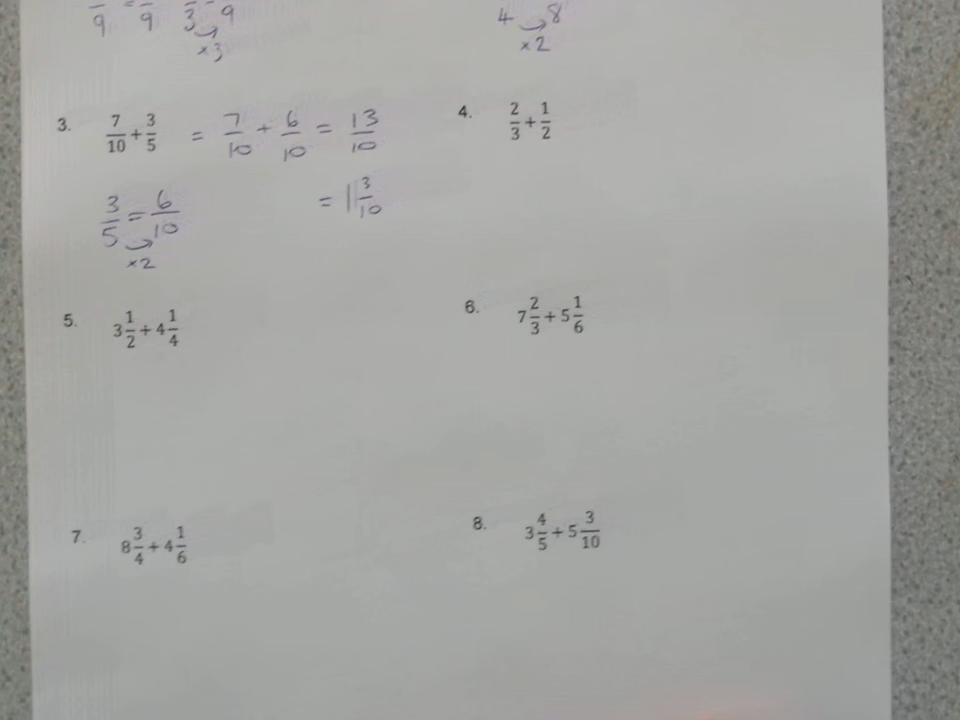 9 = 9 3 = 9
×3
4 8
×2
3. 7/10 + 3/5 = 7/10 + 6/10 = 13/10
= 1 3/10
3/5 = 6/10
×2
4. 2/3 + 1/2
5. 3 1/2 + 4 1/4
6. 7 2/3 + 5 1/6
7. 8 3/4 + 4 1/6
8. 3 4/5 + 5 3/10